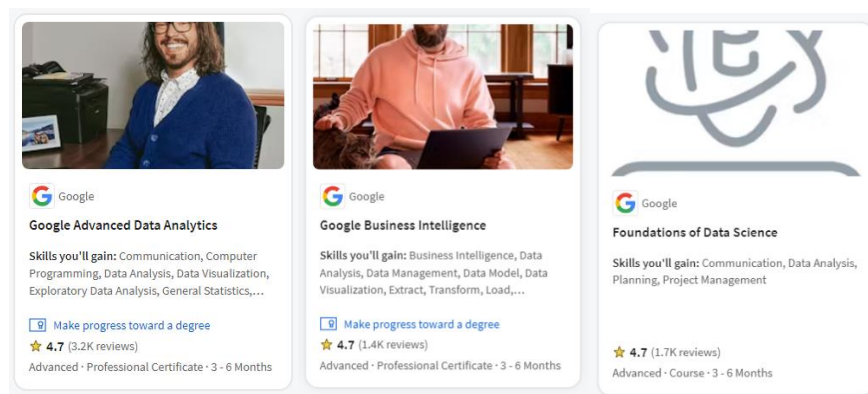 Google
Google Advanced Data Analytics
Skills you'll gain: Communication, Computer
Programming, Data Analysis, Data Visualization,
Exploratory Data Analysis, General Statistics,...
Make progress toward a degree
4.7 (3.2K reviews)
Advanced · Professional Certificate · 3 - 6 Months
Google
Google Business Intelligence
Skills you'll gain: Business Intelligence, Data
Analysis, Data Management, Data Model, Data
Visualization, Extract, Transform, Load,...
Make progress toward a degree
4.7 (1.4K reviews)
Advanced · Professional Certificate · 3 - 6 Months
Google
Foundations of Data Science
Skills you'll gain: Communication, Data Analysis,
Planning, Project Management
4.7 (1.7K reviews)
Advanced · Course · 3 - 6 Months